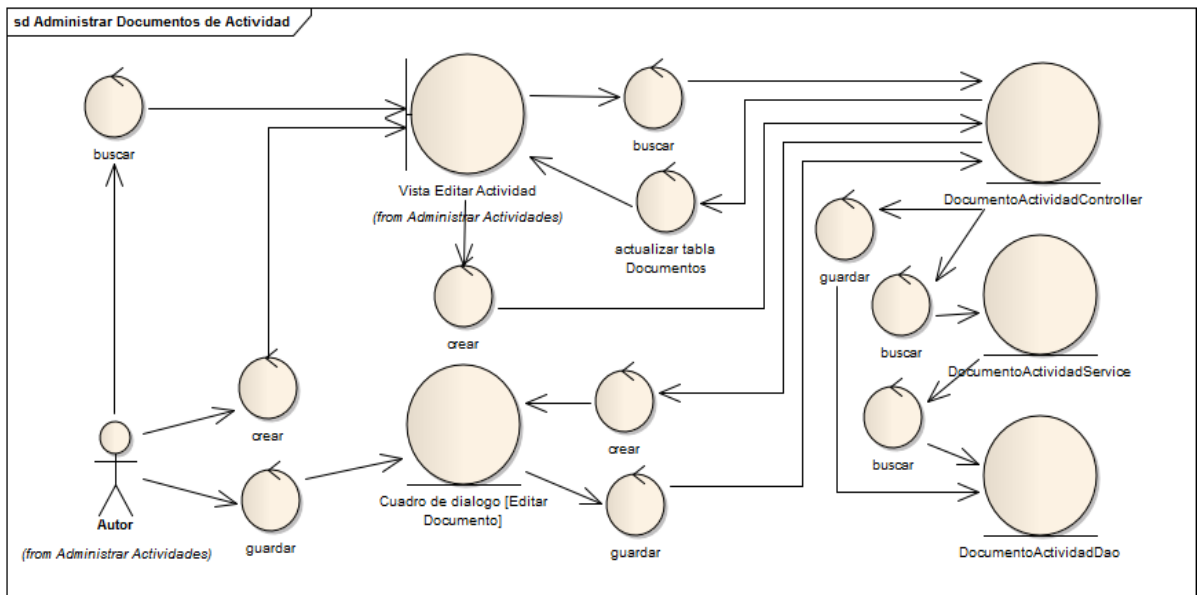 sd Administrar Documentos de Actividad
buscar
Vista Editar Actividad
(from Administrar Actividades)
buscar
actualizar tabla
Documentos
DocumentoActividadController
guardar
buscar
DocumentoActividadService
crear
crear
crear
buscar
Autor
(from Administrar Actividades)
guardar
Cuadro de dialogo [Editar
Documento]
guardar
DocumentoActividadDao